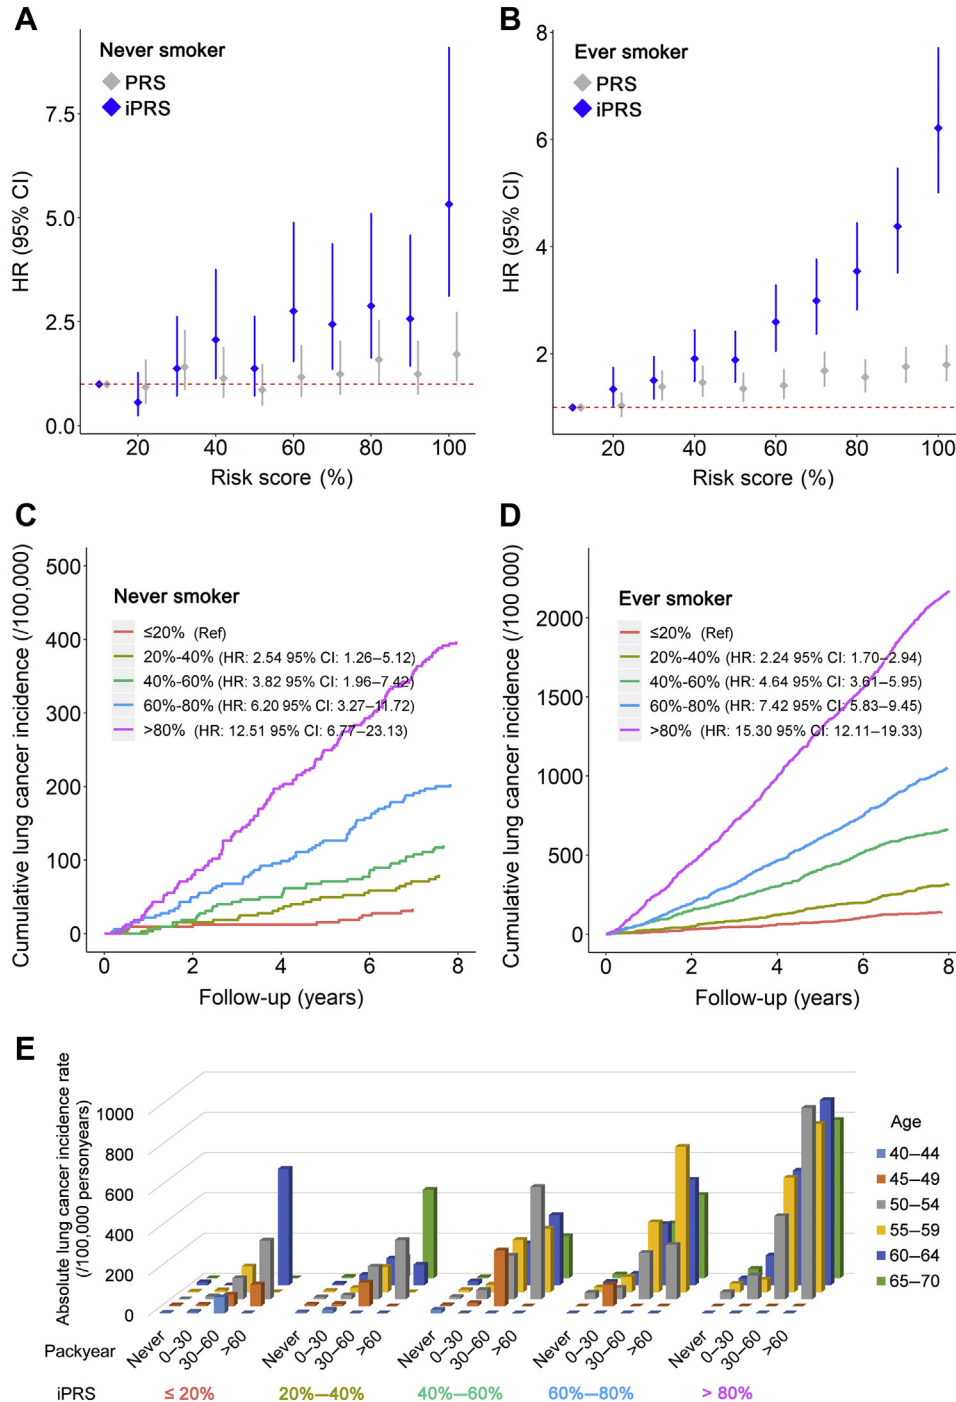 A
Never smoker
PRS
iPRS
HR (95% CI)
7.5
5.0
2.5
0.0
20
40
60
80
100
Risk score (%)
B
Ever smoker
PRS
iPRS
HR (95% CI)
8
6
4
2
20
40
60
80
100
Risk score (%)
C
Cumulative lung cancer incidence (/100,000)
500
400
300
200
100
0
Never smoker
≤20% (Ref)
20%-40% (HR: 2.54 95% CI: 1.26–5.12)
40%-60% (HR: 3.82 95% CI: 1.96–7.42)
60%-80% (HR: 6.20 95% CI: 3.27–11.72)
>80% (HR: 12.51 95% CI: 6.77–23.13)
0
2
4
6
8
Follow-up (years)
D
Cumulative lung cancer incidence (/100 000)
2000
1500
1000
500
0
Ever smoker
≤20% (Ref)
20%-40% (HR: 2.24 95% CI: 1.70–2.94)
40%-60% (HR: 4.64 95% CI: 3.61–5.95)
60%-80% (HR: 7.42 95% CI: 5.83–9.45)
>80% (HR: 15.30 95% CI: 12.11–19.33)
0
2
4
6
8
Follow-up (years)
E
Absolute lung cancer incidence rate
(/100,000 personyears)
1000
800
600
400
200
0
Age
40–44
45–49
50–54
55–59
60–64
65–70
Packyear
Never
0–30
30–60
>60
Never
0–30
30–60
>60
Never
0–30
30–60
>60
Never
0–30
30–60
>60
Never
0–30
30–60
>60
iPRS
≤ 20%
20%–40%
40%–60%
60%–80%
> 80%